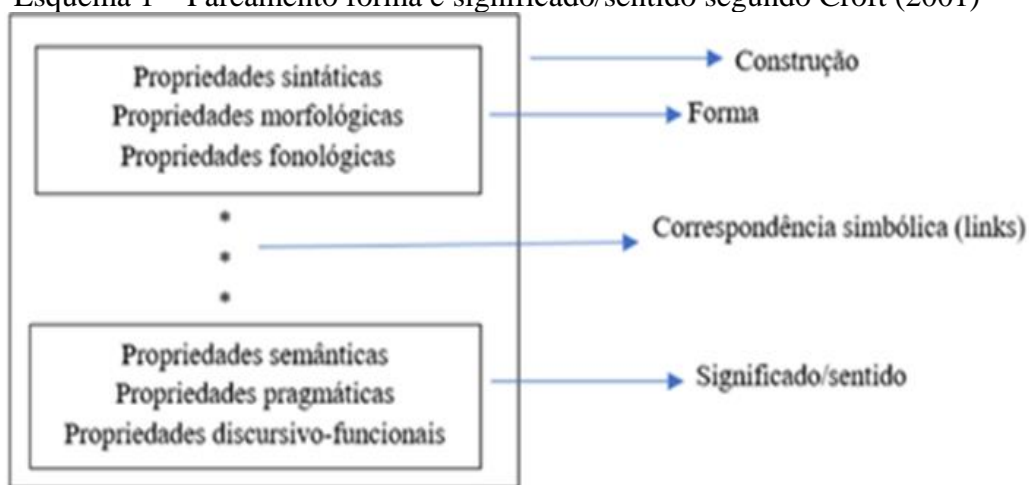 Esquema 1 – Pareamento forma e significado/sentido segundo Croft (2001)
Propriedades sintáticas
Propriedades morfológicas
Propriedades fonológicas
Construção
Forma
Correspondência simbólica (links)
Propriedades semânticas
Propriedades pragmáticas
Propriedades discursivo-funcionais
Significado/sentido